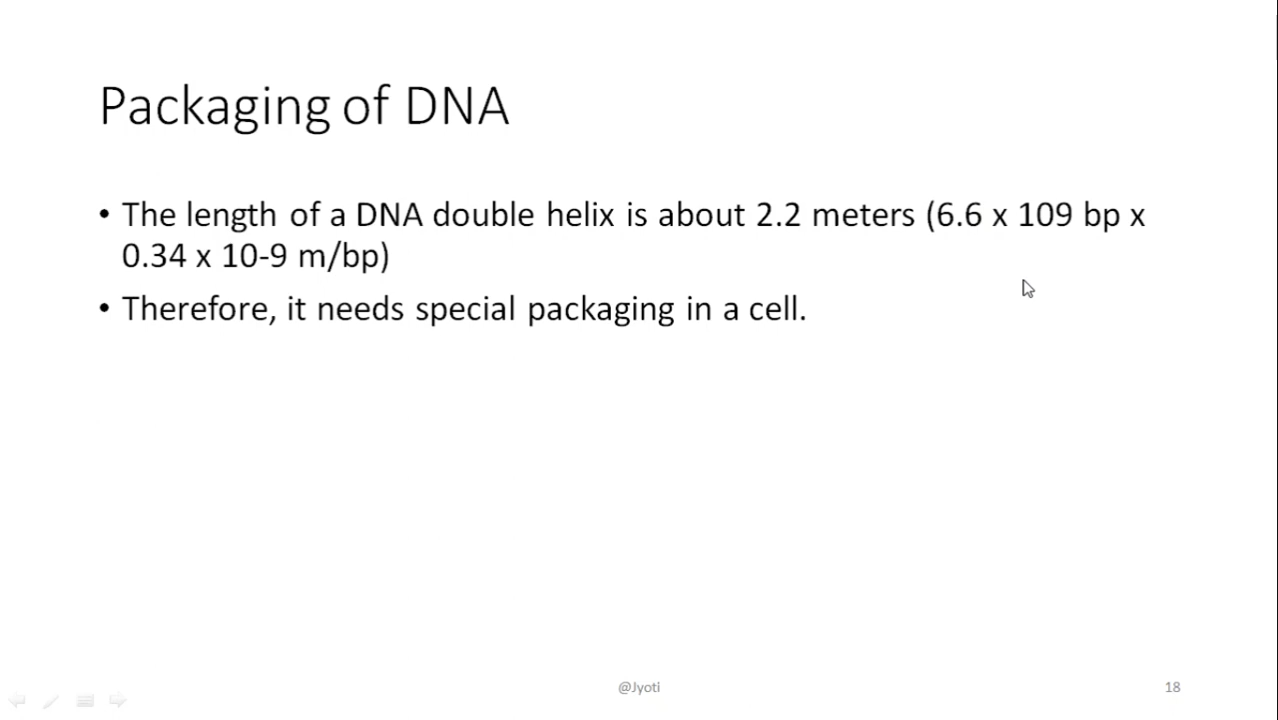 Packaging of DNA
• The length of a DNA double helix is about 2.2 meters (6.6 x 109 bp x
0.34 x 10-9 m/bp)
• Therefore, it needs special packaging in a cell.
@Jyoti
18